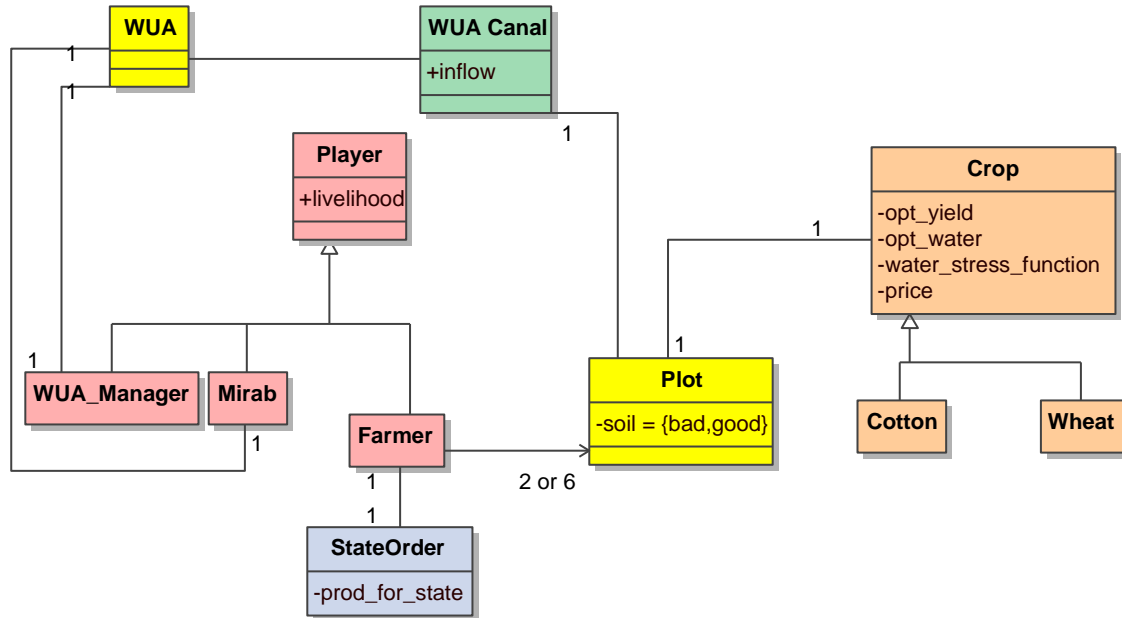 WUA
1
1
WUA Canal
+inflow
1
Player
+livelihood
Crop
-opt_yield
-opt_water
-water_stress_function
-price
1
1
1
WUA_Manager
Mirab
1
Farmer
Plot
-soil = {bad,good}
Cotton
Wheat
2 or 6
1
1
StateOrder
-prod_for_state